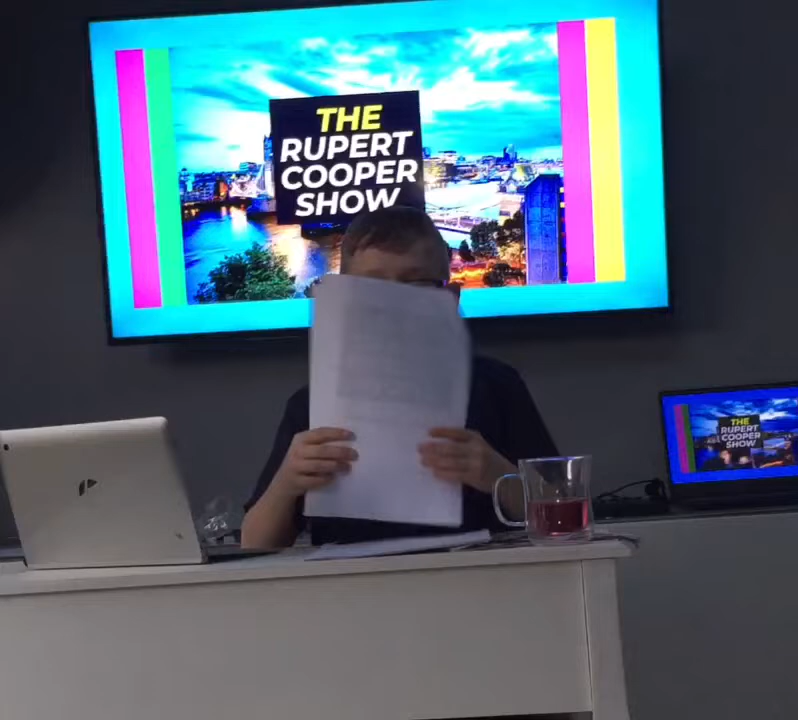 THE
RUPERT
COOPER
SHOW
THE
RUPERT
COOPER
SHOW